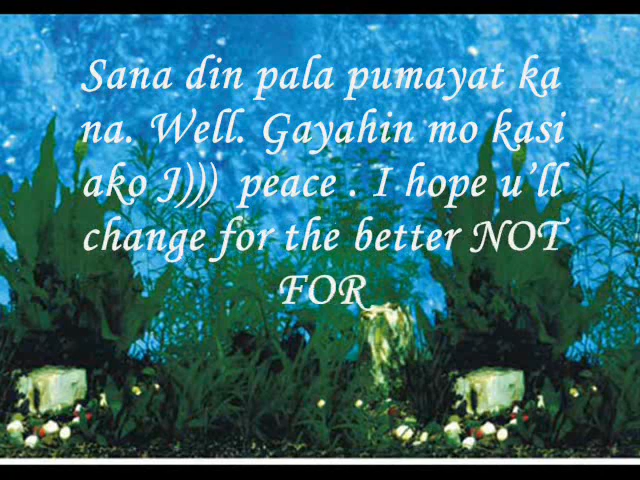 Sana din pala pumayat ka
na. Well. Gayahin mo kasi
ako J))) peace . I hope u’ll
change for the better NOT
FOR